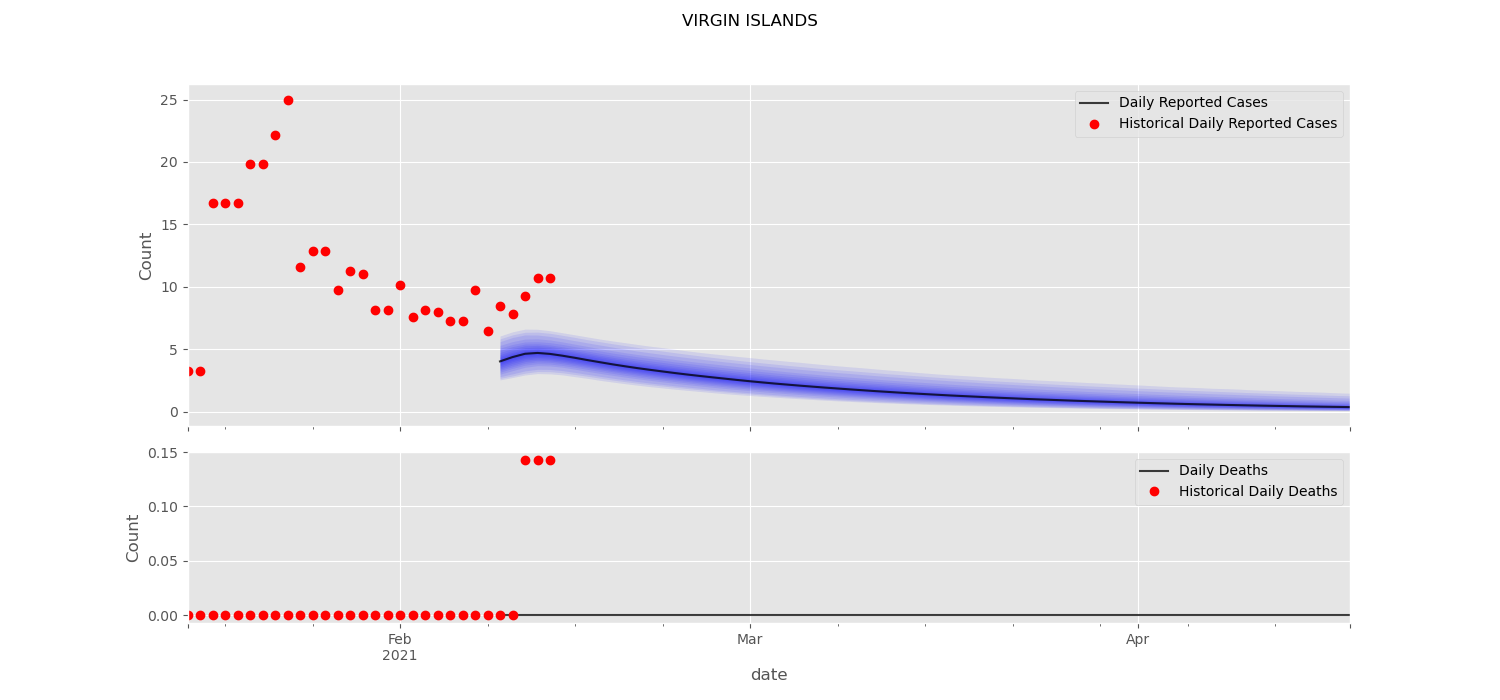 VIRGIN ISLANDS
25
20
15
10
5
0
Count
Daily Reported Cases
Historical Daily Reported Cases
0.15
0.10
0.05
0.00
Count
Daily Deaths
Historical Daily Deaths
Feb
2021
Mar
Apr
date